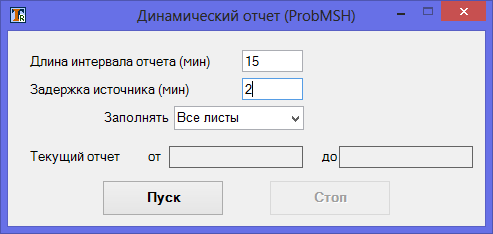 Динамический отчет (ProbMSH)
Длина интервала отчета (мин) 15
Задержка источника (мин) 2
Заполнять Все листы
Текущий отчет от до
Пуск Стоп